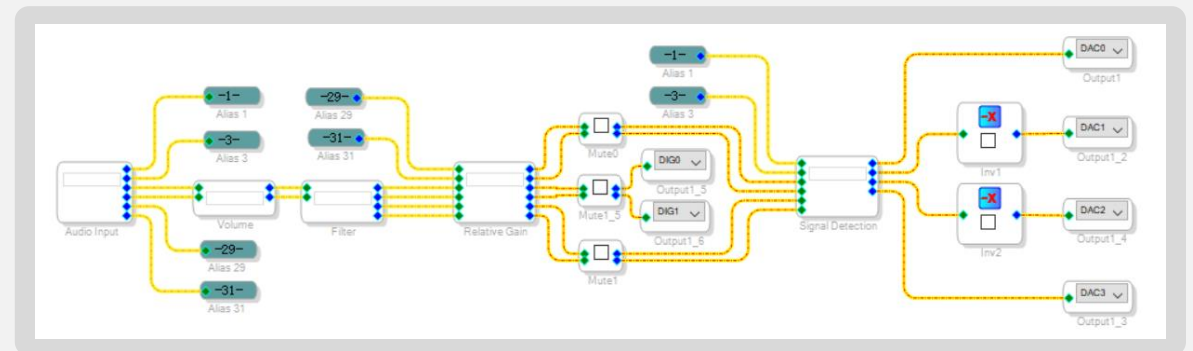 -1-
Alias 1
-3-
Alias 3
Audio Input
Volume
-29-
Alias 29
-31-
Alias 31
-29-
Alias 29
-31-
Alias 31
Filter
Relative Gain
Mute0
Mute1_5
Mute1
DIG0
Output1_5
DIG1
Output1_6
-1-
Alias 1
-3-
Alias 3
Signal Detection
-X
Inv1
-X
Inv2
DAC0
Output1
DAC1
Output1_2
DAC2
Output1_4
DAC3
Output1_3